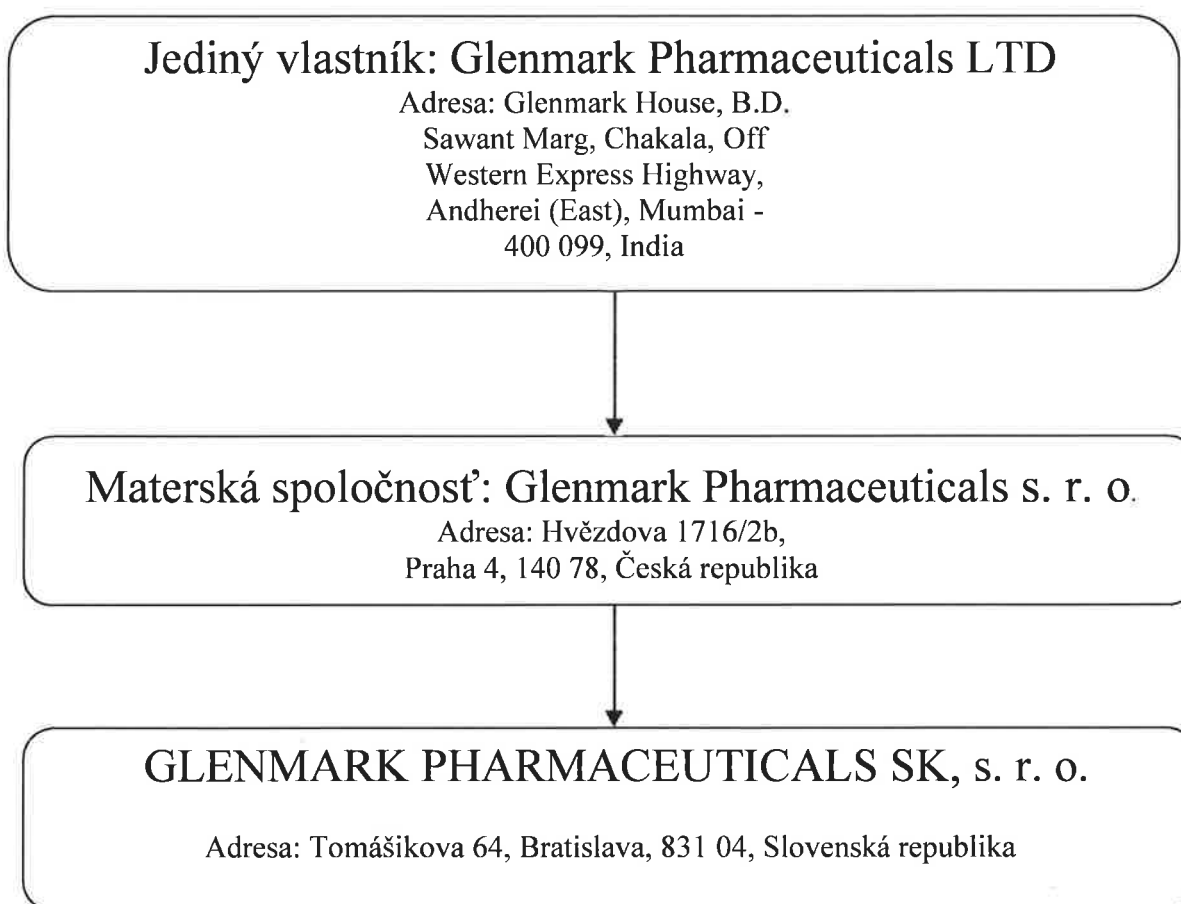 Jediný vlastník: Glenmark Pharmaceuticals LTD
Adresa: Glenmark House, B.D.
Sawant Marg, Chakala, Off
Western Express Highway,
Andherei (East), Mumbai -
400 099, India
Materská spoločnosť: Glenmark Pharmaceuticals s. r. o.
Adresa: Hvězdova 1716/2b,
Praha 4, 140 78, Česká republika
GLENMARK PHARMACEUTICALS SK, s. r. o.
Adresa: Tomášikova 64, Bratislava, 831 04, Slovenská republika